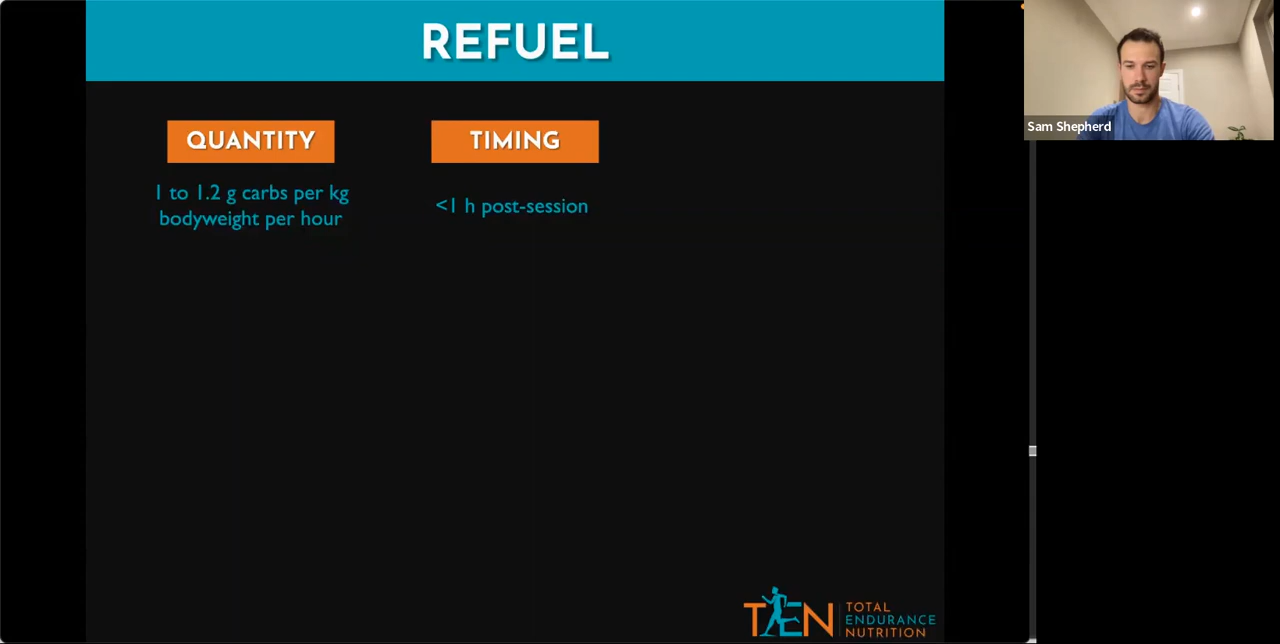 REFUEL
Sam Shepherd
QUANTITY
TIMING
1 to 1.2 g carbs per kg
bodyweight per hour
<1 h post-session
TEN
TOTAL
ENDURANCE
NUTRITION